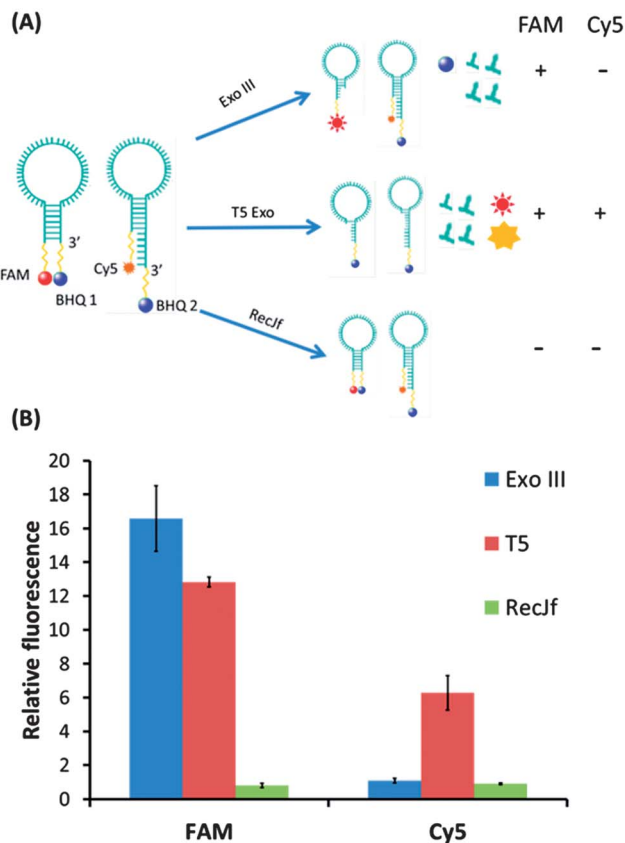 (A)
FAM Cy5
Exo III
+ -
T5 Exo
+ +
3'
FAM
BHQ 1
Cy5
3'
BHQ 2
RecJf
- -
(B)
Relative fluorescence
20
18
16
14
12
10
8
6
4
2
0
Exo III
T5
RecJf
FAM Cy5